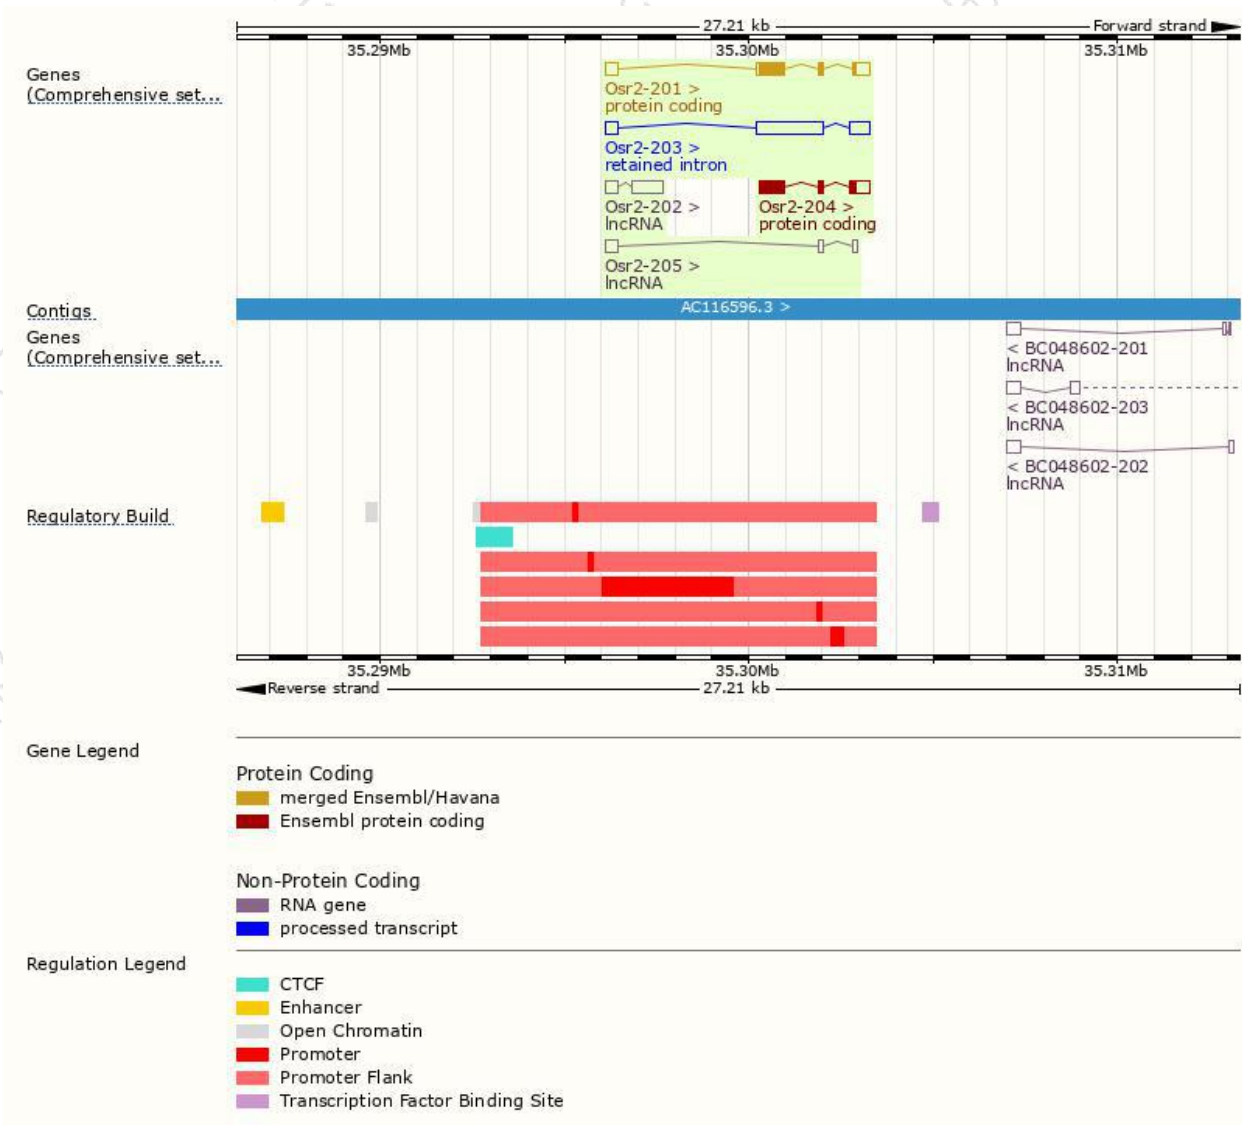 27.21 kb
Forward strand
35.29Mb
35.30Mb
35.31Mb
Genes
(Comprehensive set...
Osr2-201 >
protein coding
Osr2-203 >
retained intron
Osr2-202 >
lncRNA
Osr2-204 >
protein coding
Osr2-205 >
lncRNA
Contigs
AC116596.3 >
Genes
(Comprehensive set...
< BC048602-201
lncRNA
< BC048602-203
lncRNA
< BC048602-202
lncRNA
Regulatory Build
35.29Mb
35.30Mb
35.31Mb
Reverse strand
27.21 kb
Gene Legend
Protein Coding
merged Ensembl/Havana
Ensembl protein coding
Non-Protein Coding
RNA gene
processed transcript
Regulation Legend
CTCF
Enhancer
Open Chromatin
Promoter
Promoter Flank
Transcription Factor Binding Site